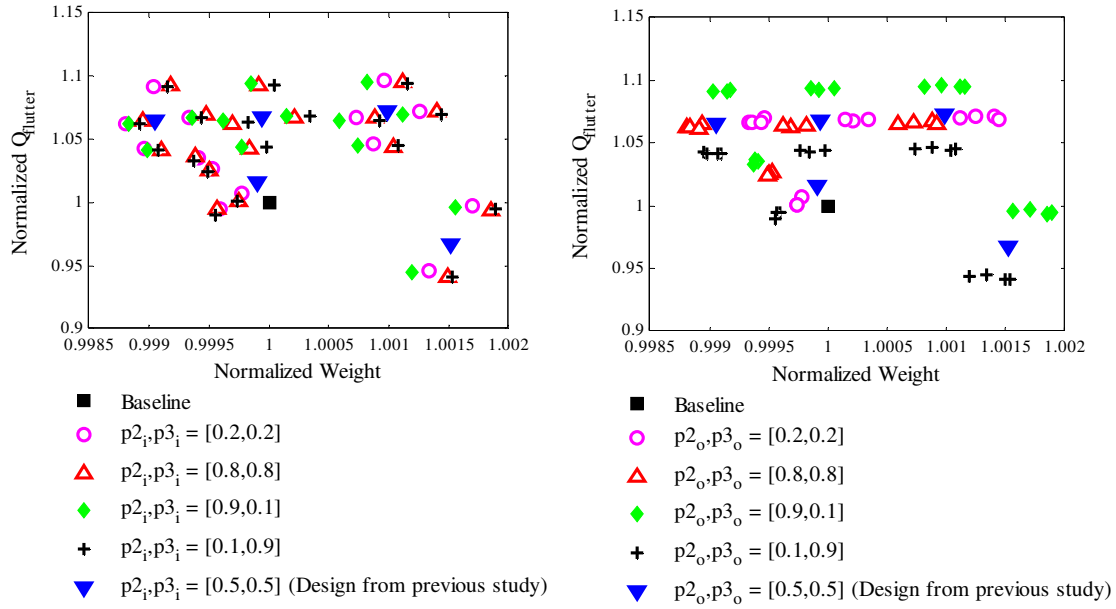 1.15
1.1
1.05
1
0.95
0.9
Normalized Q_flutter
0.9985 0.999 0.9995 1 1.0005 1.001 1.0015 1.002
Normalized Weight
Baseline
p2_i,p3_i = [0.2,0.2]
p2_i,p3_i = [0.8,0.8]
p2_i,p3_i = [0.9,0.1]
p2_i,p3_i = [0.1,0.9]
p2_i,p3_i = [0.5,0.5] (Design from previous study)
1.15
1.1
1.05
1
0.95
0.9
Normalized Q_flutter
0.9985 0.999 0.9995 1 1.0005 1.001 1.0015 1.002
Normalized Weight
Baseline
p2_o,p3_o = [0.2,0.2]
p2_o,p3_o = [0.8,0.8]
p2_o,p3_o = [0.9,0.1]
p2_o,p3_o = [0.1,0.9]
p2_o,p3_o = [0.5,0.5] (Design from previous study)